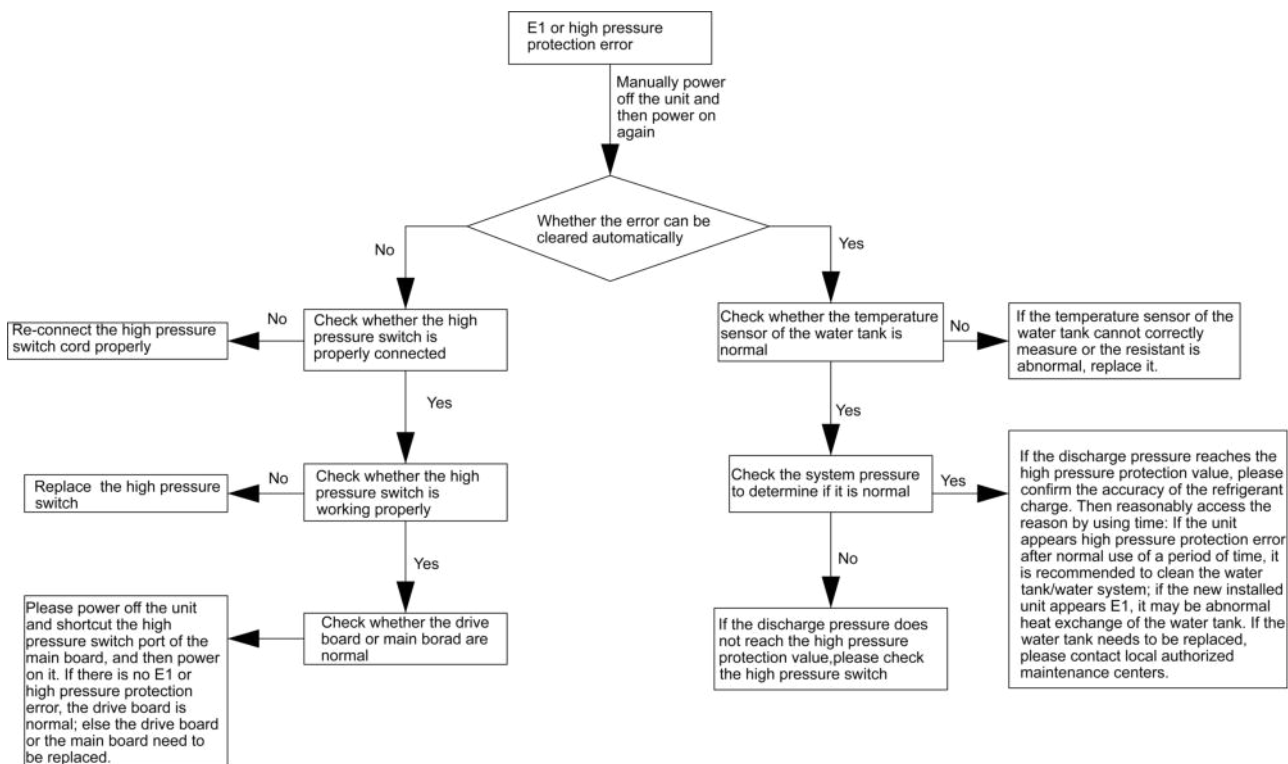 E1 or high pressure
protection error
Manually power
off the unit and
then power on
again
Whether the error can be
cleared automatically
No
Yes
Check whether the high
pressure switch is
properly connected
No
Re-connect the high pressure
switch cord properly
Check whether the temperature
sensor of the water tank is
normal
No
If the temperature sensor of the
water tank cannot correctly
measure or the resistant is
abnormal, replace it.
Yes
Yes
Check whether the high
pressure switch is
working properly
No
Replace the high pressure
switch
Check the system pressure
to determine if it is normal
Yes
If the discharge pressure reaches the
high pressure protection value, please
confirm the accuracy of the refrigerant
charge. Then reasonably access the
reason by using time: If the unit
appears high pressure protection error
after normal use of a period of time, it
is recommended to clean the water
tank/water system; if the new installed
unit appears E1, it may be abnormal
heat exchange of the water tank. If the
water tank needs to be replaced,
please contact local authorized
maintenance centers.
Yes
No
Check whether the drive
board or main borad are
normal
Please power off the unit
and shortcut the high
pressure switch port of the
main board, and then power
on it. If there is no E1 or
high pressure protection
error, the drive board is
normal; else the drive board
or the main board need to
be replaced.
If the discharge pressure does
not reach the high pressure
protection value,please check
the high pressure switch